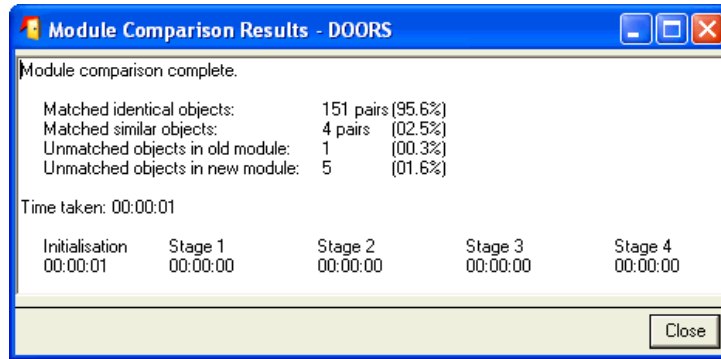 Module Comparison Results - DOORS
Module comparison complete.
Matched identical objects: 151 pairs (95.6%)
Matched similar objects: 4 pairs (02.5%)
Unmatched objects in old module: 1 (00.3%)
Unmatched objects in new module: 5 (01.6%)
Time taken: 00:00:01
Initialisation Stage 1 Stage 2 Stage 3 Stage 4
00:00:01 00:00:00 00:00:00 00:00:00 00:00:00
Close